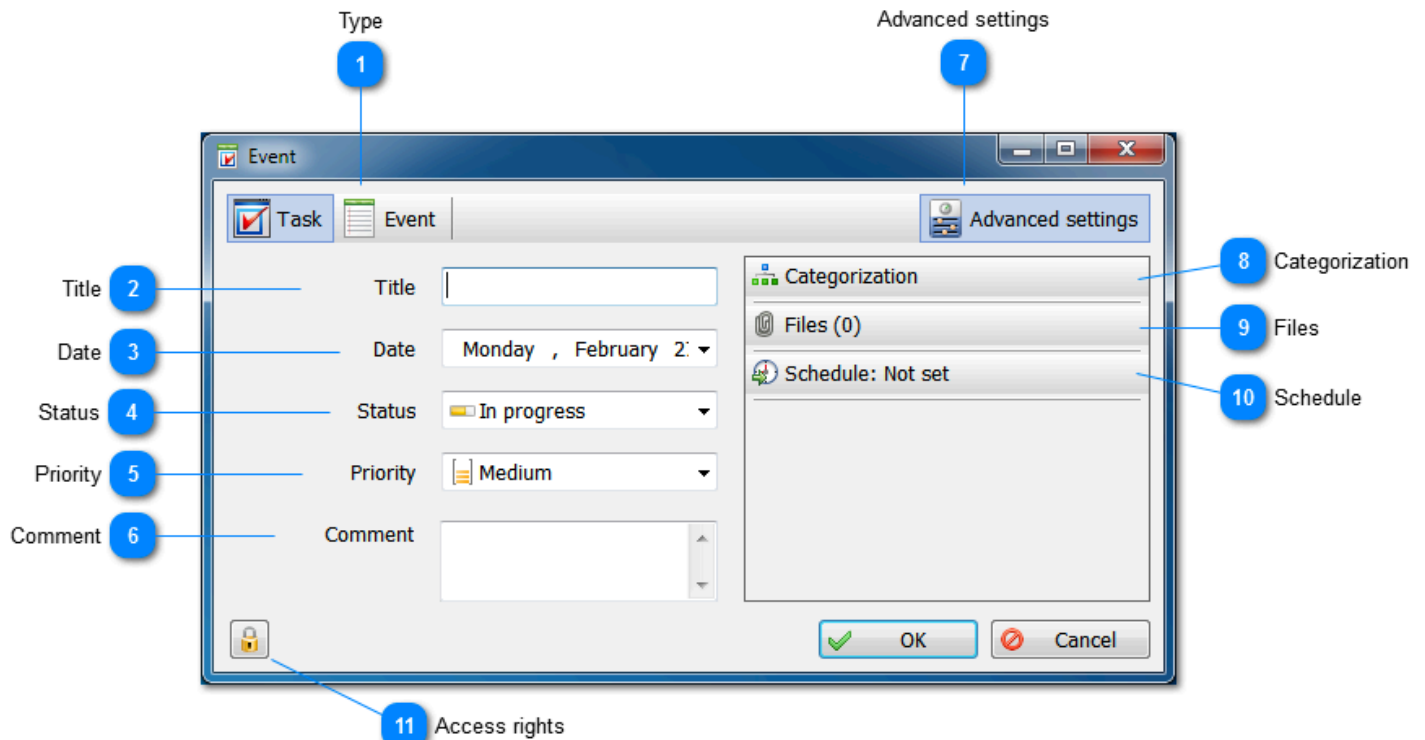 Type
Advanced settings
1
7
Event
Task
Event
Advanced settings
Title 2
Title
Categorization
8 Categorization
Date 3
Date
Monday , February
Files (0)
9 Files
Status 4
Status
In progress
Schedule: Not set
10 Schedule
Priority 5
Priority
Medium
Comment 6
Comment
OK
Cancel
11 Access rights